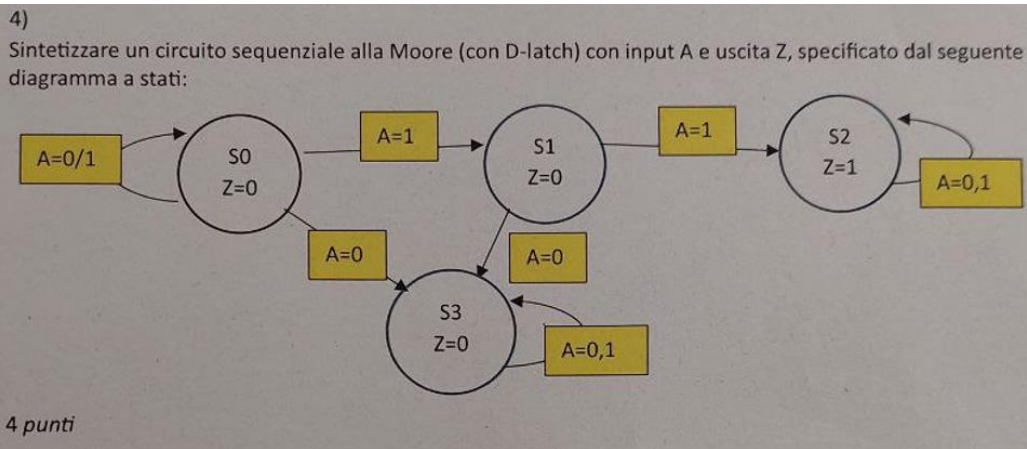 4)
Sintetizzare un circuito sequenziale alla Moore (con D-latch) con input A e uscita Z, specificato dal seguente
diagramma a stati:
A=0/1
S0
Z=0
A=1
S1
Z=0
A=1
S2
Z=1
A=0,1
A=0
A=0
S3
Z=0
A=0,1
4 punti